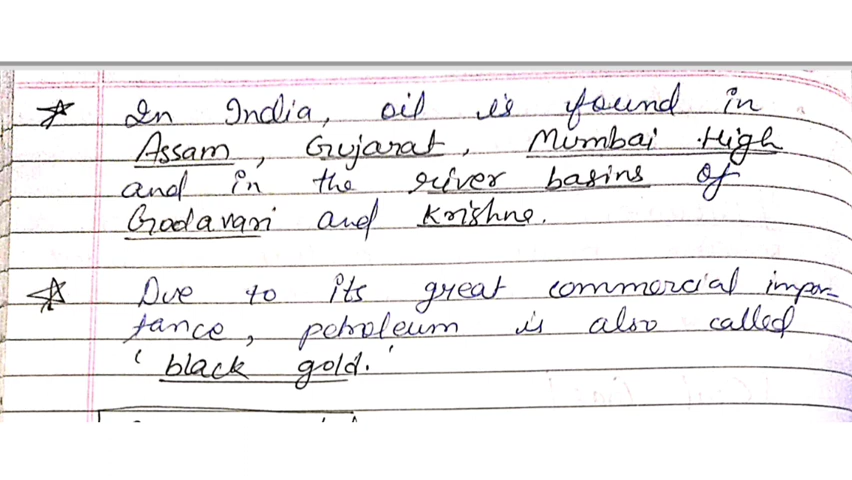 ☆ In India, oil is found in
Assam, Gujarat, Mumbai High
and in the river basins of
Godavari and Krishna.
☆ Due to its great commercial impor-
tance, petroleum is also called
' black gold.'